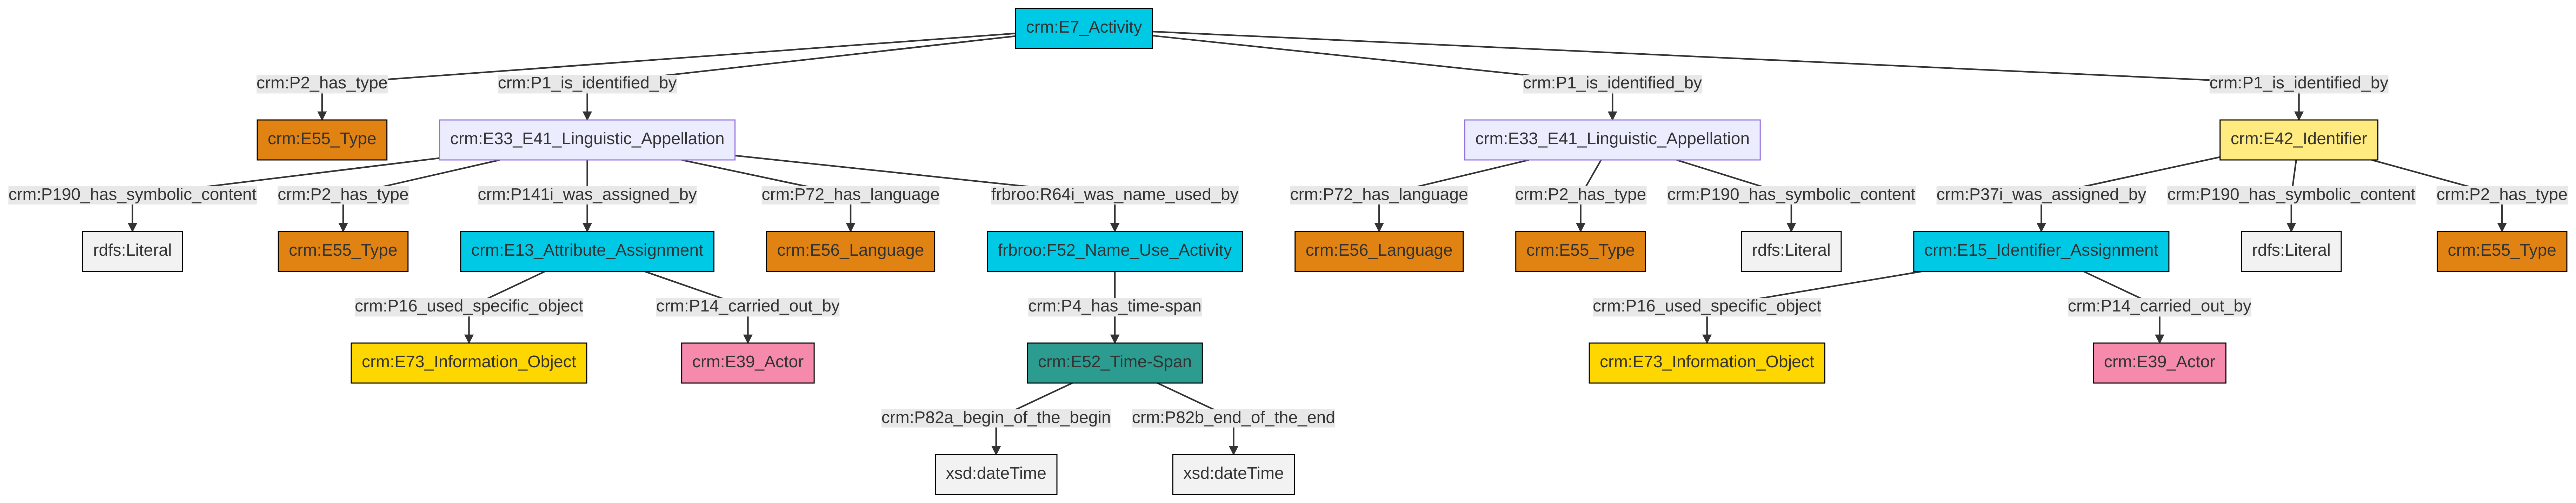 crm:E7_Activity
crm:P2_has_type
crm:P1_is_identified_by
crm:P1_is_identified_by
crm:P1_is_identified_by
crm:E55_Type
crm:E33_E41_Linguistic_Appellation
crm:E33_E41_Linguistic_Appellation
crm:E42_Identifier
crm:P190_has_symbolic_content
crm:P2_has_type
crm:P141i_was_assigned_by
crm:P72_has_language
frbroo:R64i_was_name_used_by
crm:P72_has_language
crm:P2_has_type
crm:P190_has_symbolic_content
crm:P37i_was_assigned_by
crm:P190_has_symbolic_content
crm:P2_has_type
rdfs:Literal
crm:E55_Type
crm:E13_Attribute_Assignment
crm:E56_Language
frbroo:F52_Name_Use_Activity
crm:E56_Language
crm:E55_Type
rdfs:Literal
crm:E15_Identifier_Assignment
rdfs:Literal
crm:E55_Type
crm:P16_used_specific_object
crm:P14_carried_out_by
crm:P4_has_time-span
crm:P16_used_specific_object
crm:P14_carried_out_by
crm:E73_Information_Object
crm:E39_Actor
crm:E52_Time-Span
crm:E73_Information_Object
crm:E39_Actor
crm:P82a_begin_of_the_begin
crm:P82b_end_of_the_end
xsd:dateTime
xsd:dateTime